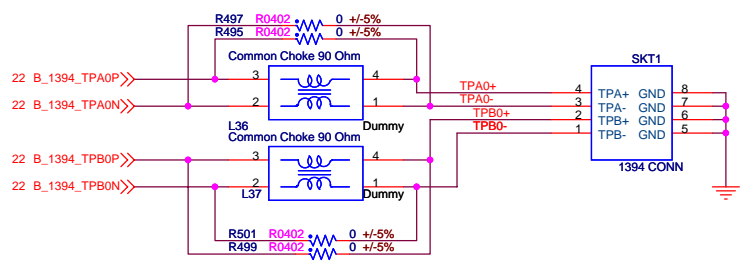 R497 R0402 0 +/-5%
R495 R0402 0 +/-5%
Common Choke 90 Ohm
SKT1
22 B_1394_TPA0P 3 4
TPA0+ 4 TPA+ GND 8
22 B_1394_TPA0N 2 1
TPA0- 3 TPA- GND 7
TPB0+ 2 TPB+ GND 6
L36 Dummy
TPB0- 1 TPB- GND 5
Common Choke 90 Ohm
22 B_1394_TPB0P 3 4
1394 CONN
22 B_1394_TPB0N 2 1
L37 Dummy
R501 R0402 0 +/-5%
R499 R0402 0 +/-5%